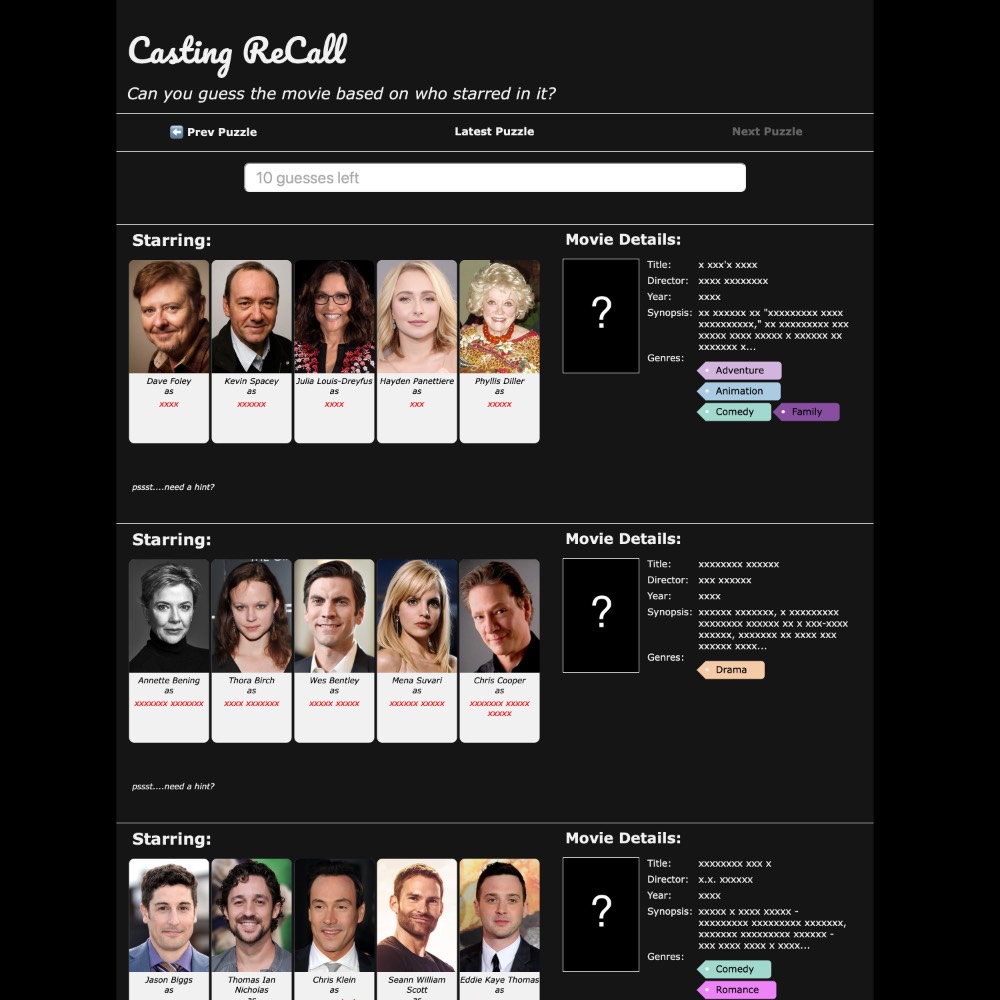 Casting ReCall
Can you guess the movie based on who starred in it?
Prev Puzzle
Latest Puzzle
Next Puzzle
10 guesses left
Starring:
Dave Foley
as
xxxx
Kevin Spacey
as
xxxxxx
Julia Louis-Dreyfus
as
xxxx
Hayden Panettiere
as
xxx
Phyllis Diller
as
xxxxx
pssst....need a hint?
Movie Details:
?
Title: x xxx'x xxxx
Director: xxxx xxxxxxxx
Year: xxxx
Synopsis: xx xxxxxx xx "xxxxxxxxx xxxx
xxxxxxxxxx," xx xxxxxxxxx xxx
xxxxx xxxx xxxxx x xxxxxx xx
xxxxxxx x...
Genres:
Adventure
Animation
Comedy Family
Starring:
Annette Bening
as
xxxxxxx xxxxxxx
Thora Birch
as
xxxx xxxxxxx
Wes Bentley
as
xxxxx xxxxx
Mena Suvari
as
xxxxxx xxxxx
Chris Cooper
as
xxxxxxx xxxxx
xxxxx
pssst....need a hint?
Movie Details:
?
Title: xxxxxxxx xxxxxx
Director: xxx xxxxxx
Year: xxxx
Synopsis: xxxxxx xxxxxxx, x xxxxxxxxx
xxxxxxxx xxxxxx xx x xxx-xxxx
xxxxxx, xxxxxxx xx xxxx xxx
xxxxxx xxxx...
Genres:
Drama
Starring:
Jason Biggs
as
Thomas Ian
Nicholas
Chris Klein
as
Seann William
Scott
Eddie Kaye Thomas
as
Movie Details:
?
Title: xxxxxxxx xxx x
Director: x.x. xxxxxx
Year: xxxx
Synopsis: xxxxx x xxxx xxxxx -
xxxxxxxxx xxxxxxxxx xxxxxxx,
xxxxxxx xxxxxxxxx xxxxxx -
xxx xxxx xxxx x xxxx...
Genres:
Comedy
Romance